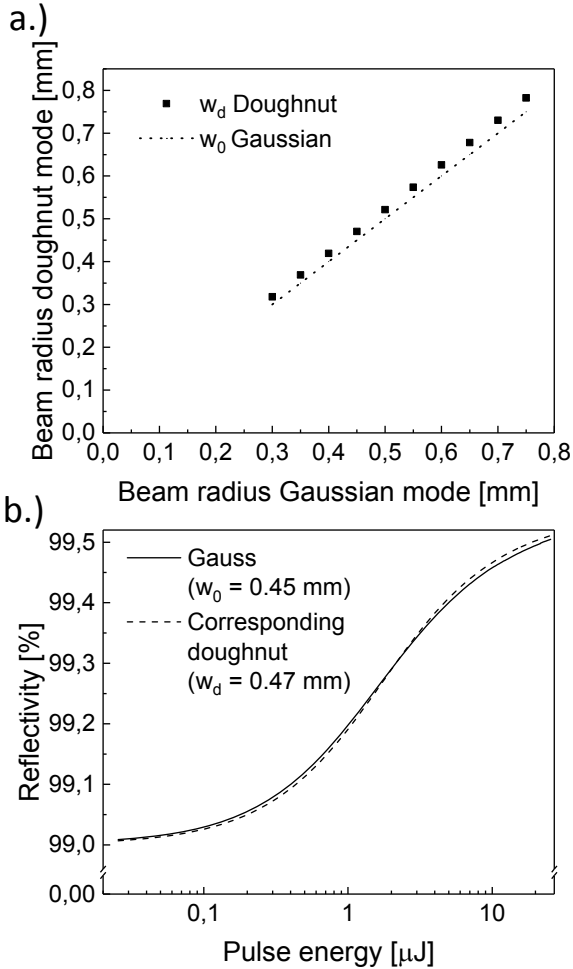 a.)
Beam radius doughnut mode [mm]
0,8
0,7
0,6
0,5
0,4
0,3
0,2
0,1
0,0
w_d Doughnut
w_0 Gaussian
0,0 0,1 0,2 0,3 0,4 0,5 0,6 0,7 0,8
Beam radius Gaussian mode [mm]
b.)
Reflectivity [%]
99,5
99,4
99,3
99,2
99,1
99,0
0,00
Gauss
(w_0 = 0.45 mm)
Corresponding
doughnut
(w_d = 0.47 mm)
0,1 1 10
Pulse energy [μJ]